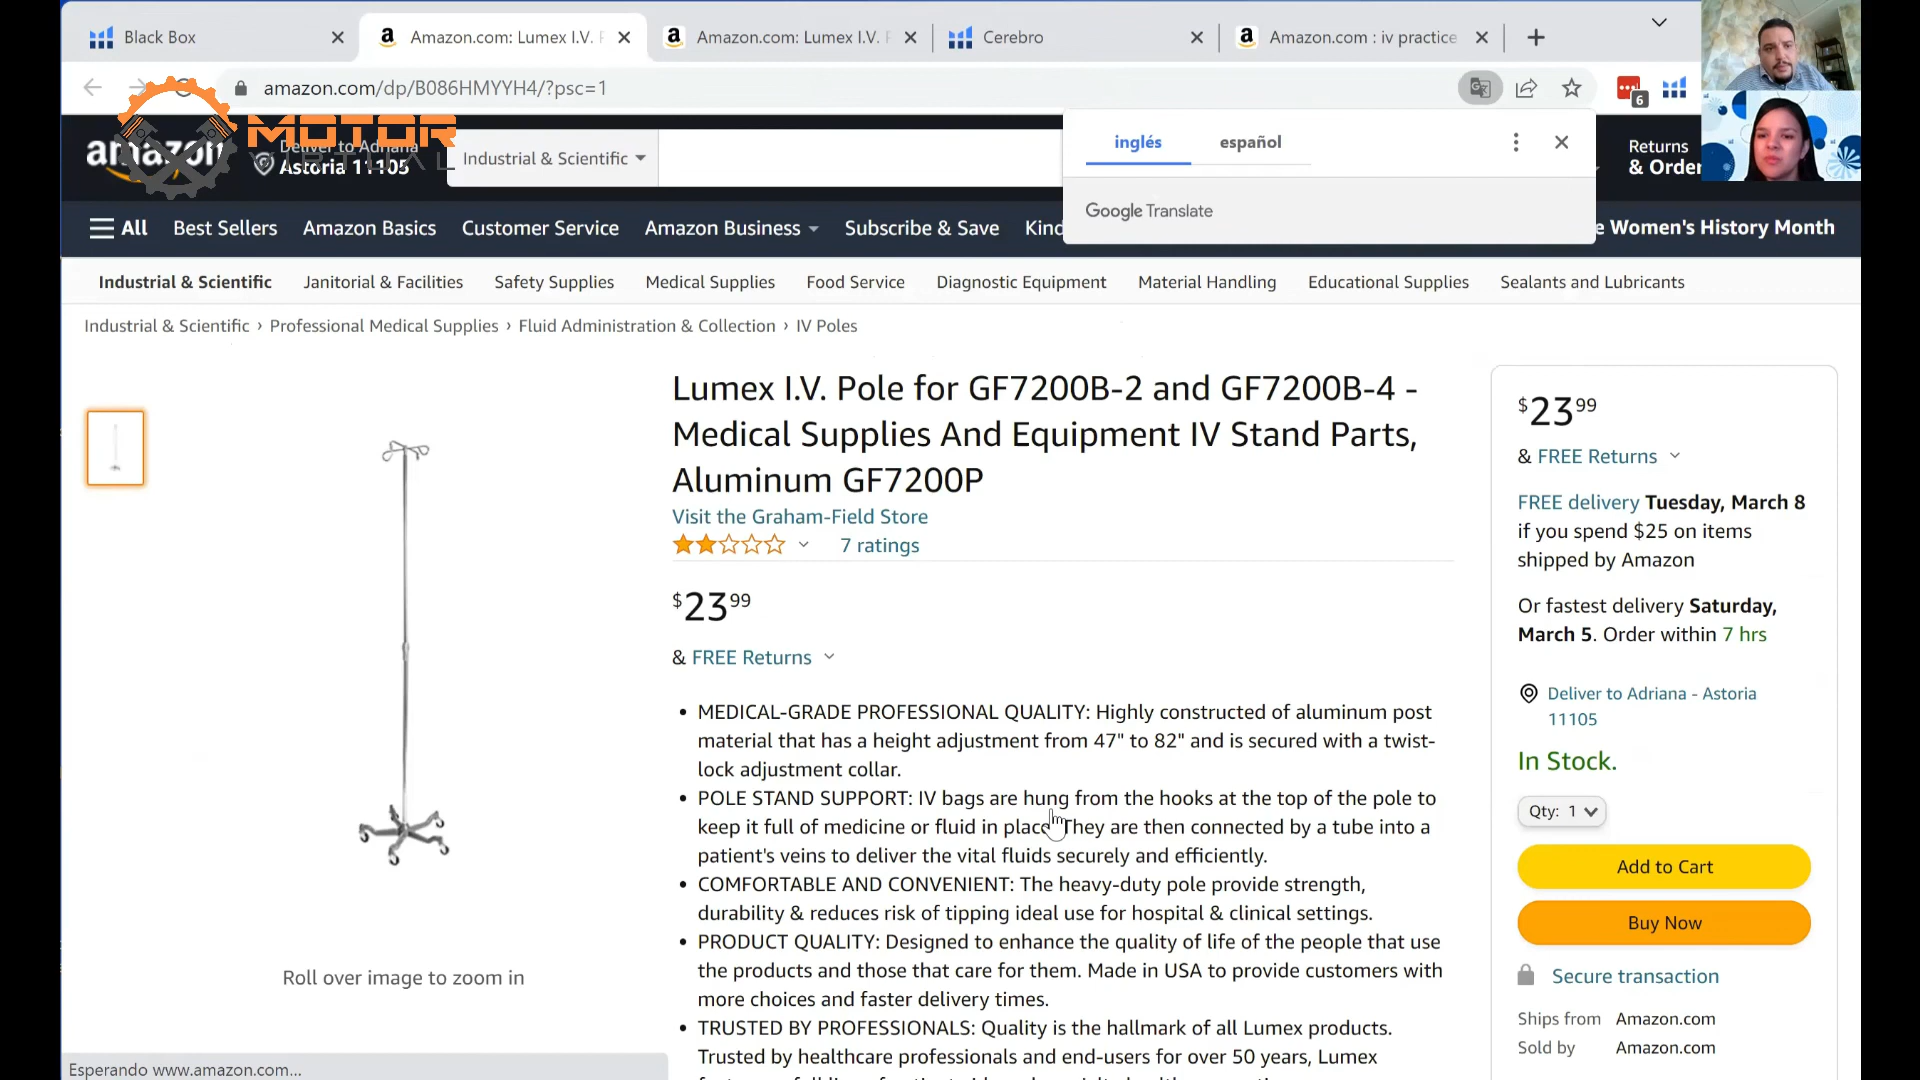 Black Box
Amazon.com: Lumex I.V. P
Amazon.com: Lumex I.V. P
Cerebro
Amazon.com : iv practice
amazon.com/dp/B086HMYYH4/?psc=1
6
MOTOR
VIRTUAL
amazon
Deliver to Adriana
Astoria 11105
Industrial & Scientific
inglés
español
Google Translate
Returns
& Order
All
Best Sellers
Amazon Basics
Customer Service
Amazon Business
Subscribe & Save
Kind
e Women's History Month
Industrial & Scientific
Janitorial & Facilities
Safety Supplies
Medical Supplies
Food Service
Diagnostic Equipment
Material Handling
Educational Supplies
Sealants and Lubricants
Industrial & Scientific › Professional Medical Supplies › Fluid Administration & Collection › IV Poles
Roll over image to zoom in
Lumex I.V. Pole for GF7200B-2 and GF7200B-4 -
Medical Supplies And Equipment IV Stand Parts,
Aluminum GF7200P
Visit the Graham-Field Store
7 ratings
$23 99
& FREE Returns
• MEDICAL-GRADE PROFESSIONAL QUALITY: Highly constructed of aluminum post
material that has a height adjustment from 47" to 82" and is secured with a twist-
lock adjustment collar.
• POLE STAND SUPPORT: IV bags are hung from the hooks at the top of the pole to
keep it full of medicine or fluid in place They are then connected by a tube into a
patient's veins to deliver the vital fluids securely and efficiently.
• COMFORTABLE AND CONVENIENT: The heavy-duty pole provide strength,
durability & reduces risk of tipping ideal use for hospital & clinical settings.
• PRODUCT QUALITY: Designed to enhance the quality of life of the people that use
the products and those that care for them. Made in USA to provide customers with
more choices and faster delivery times.
• TRUSTED BY PROFESSIONALS: Quality is the hallmark of all Lumex products.
Trusted by healthcare professionals and end-users for over 50 years, Lumex
$23 99
& FREE Returns
FREE delivery Tuesday, March 8
if you spend $25 on items
shipped by Amazon
Or fastest delivery Saturday,
March 5. Order within 7 hrs
Deliver to Adriana - Astoria
11105
In Stock.
Qty: 1
Add to Cart
Buy Now
Secure transaction
Ships from Amazon.com
Sold by Amazon.com
Esperando www.amazon.com...